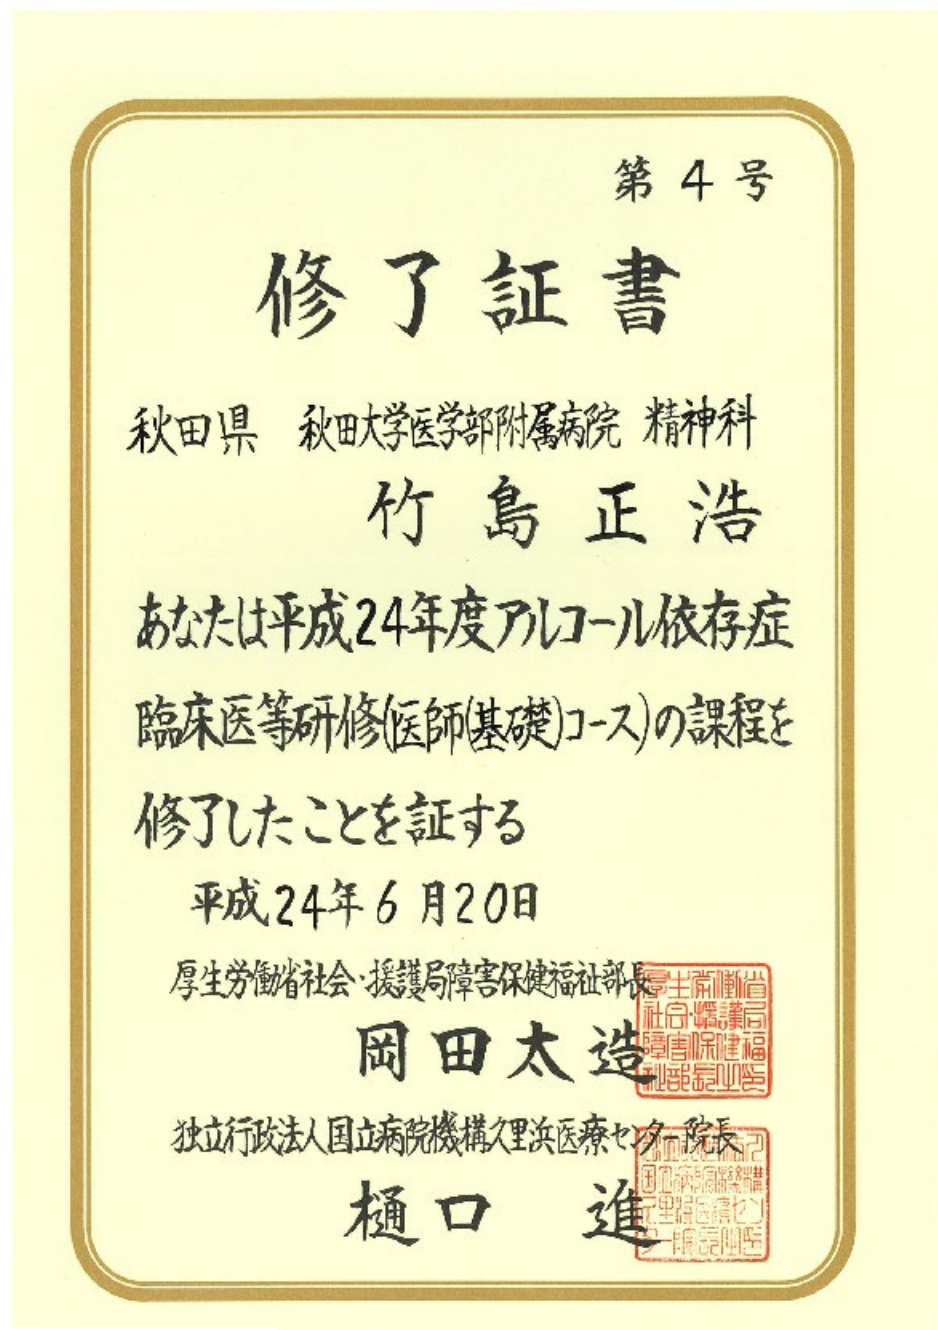 第4号
修了証書
秋田県 秋田大学医学部附属病院 精神科
竹島正浩
あなたは平成24年度アルコール依存症
臨床医等研修(医師(基礎)コース)の課程を
修了したことを証する
平成24年6月20日
厚生労働省社会・援護局障害保健福祉部長
岡田太造
独立行政法人国立病院機構久里浜医療センター院長
樋口 進